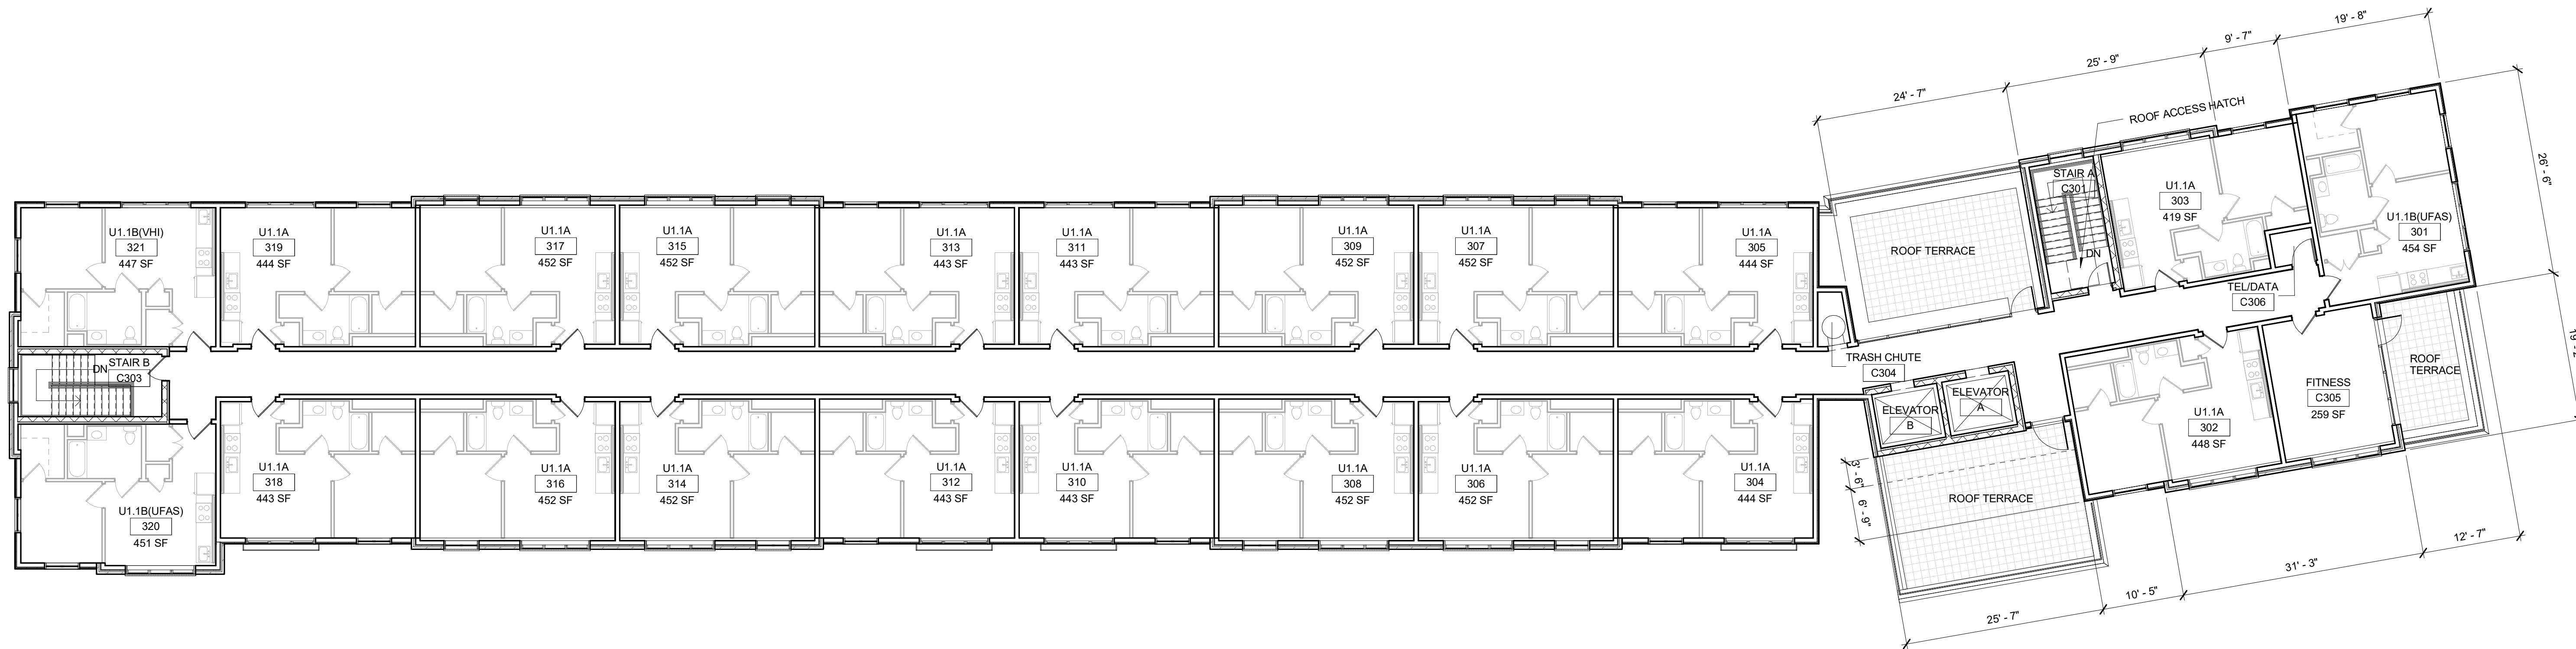 19' - 8"
9' - 7"
25' - 9"
24' - 7"
ROOF ACCESS HATCH
26' - 6"
STAIR A
C301
DN
U1.1A
303
419 SF
U1.1B(UFAS)
301
454 SF
ROOF TERRACE
TEL/DATA
C306
U1.1B(VHI)
321
447 SF
U1.1A
319
444 SF
U1.1A
317
452 SF
U1.1A
315
452 SF
U1.1A
313
443 SF
U1.1A
311
443 SF
U1.1A
309
452 SF
U1.1A
307
452 SF
U1.1A
305
444 SF
STAIR B
C303
DN
TRASH CHUTE
C304
ELEVATOR
B
ELEVATOR
A
ROOF
TERRACE
FITNESS
C305
259 SF
U1.1A
302
448 SF
U1.1B(UFAS)
320
451 SF
U1.1A
318
443 SF
U1.1A
316
452 SF
U1.1A
314
452 SF
U1.1A
312
443 SF
U1.1A
310
443 SF
U1.1A
308
452 SF
U1.1A
306
452 SF
U1.1A
304
444 SF
3' - 6"
6' - 9"
ROOF TERRACE
12' - 7"
31' - 3"
10' - 5"
25' - 7"